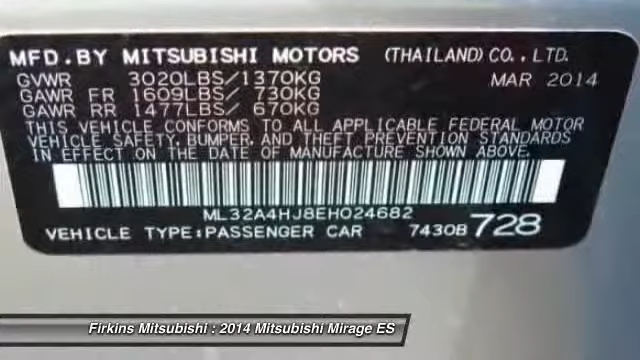 MFD.BY MITSUBISHI MOTORS (THAILAND)CO.,LTD.
GVWR 3020LBS/1370KG MAR 2014
GAWR FR 1609LBS/ 730KG
GAWR RR 1477LBS/ 670KG
THIS VEHICLE CONFORMS TO ALL APPLICABLE FEDERAL MOTOR
VEHICLE SAFETY, BUMPER, AND THEFT PREVENTION STANDARDS
IN EFFECT ON THE DATE OF MANUFACTURE SHOWN ABOVE.
ML32A4HJ8EH024682
VEHICLE TYPE:PASSENGER CAR 7430B 728
Firkins Mitsubishi : 2014 Mitsubishi Mirage ES